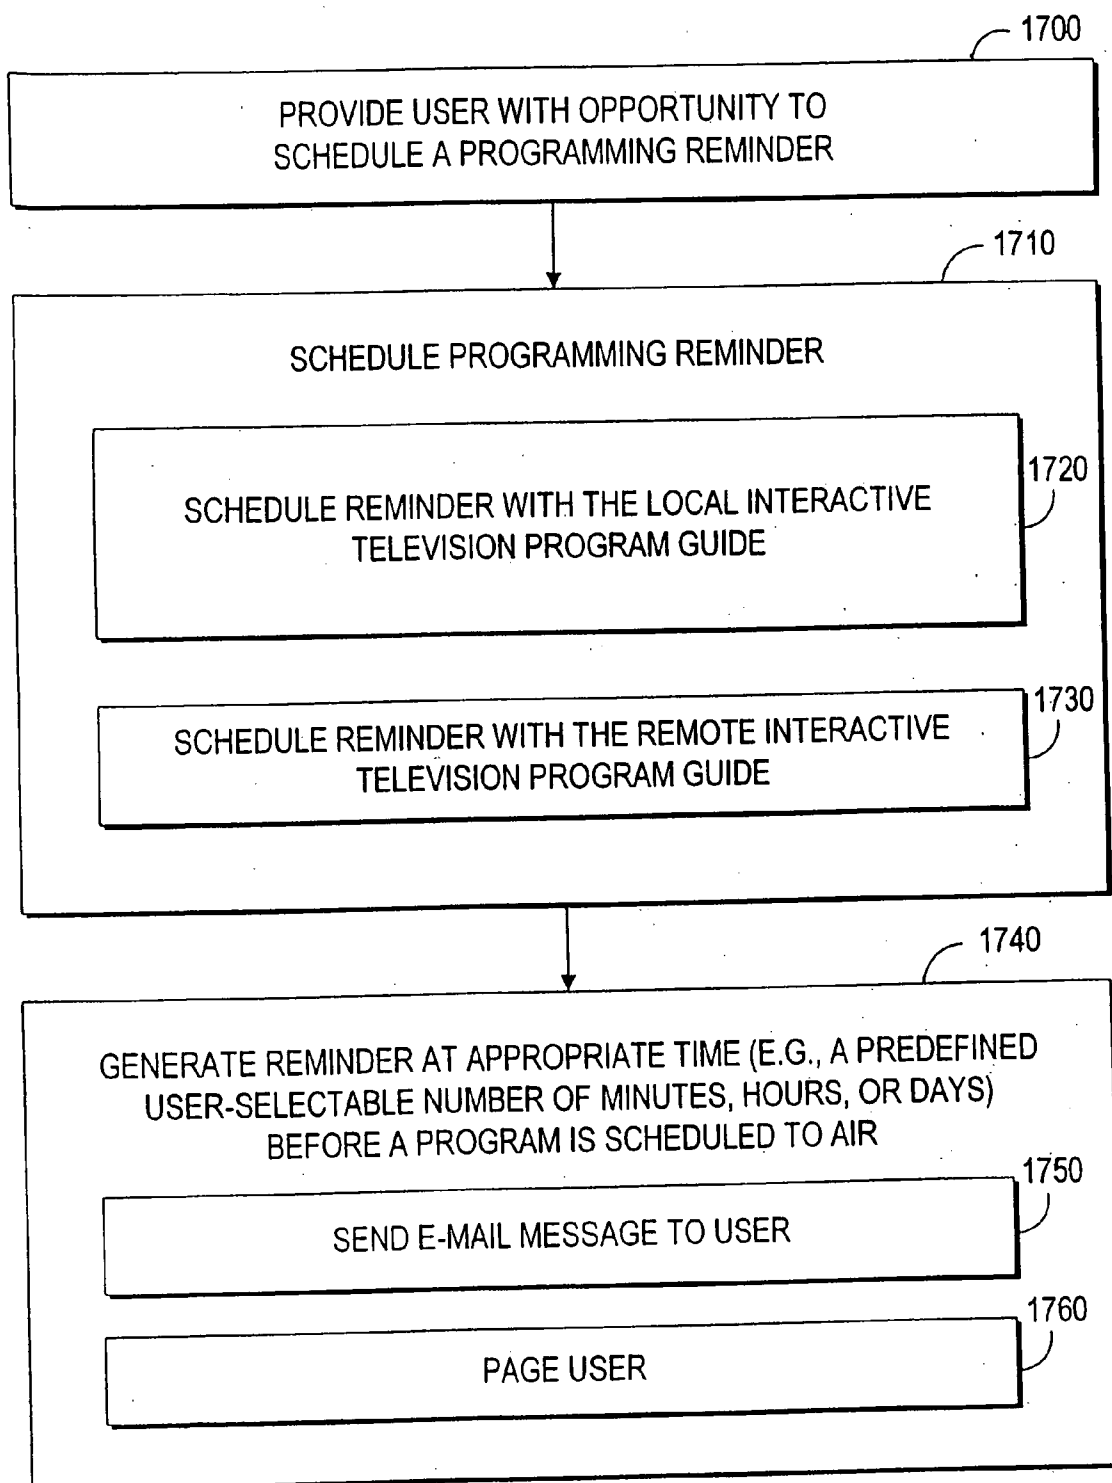 1700
PROVIDE USER WITH OPPORTUNITY TO
SCHEDULE A PROGRAMMING REMINDER
1710
SCHEDULE PROGRAMMING REMINDER
1720
SCHEDULE REMINDER WITH THE LOCAL INTERACTIVE
TELEVISION PROGRAM GUIDE
1730
SCHEDULE REMINDER WITH THE REMOTE INTERACTIVE
TELEVISION PROGRAM GUIDE
1740
GENERATE REMINDER AT APPROPRIATE TIME (E.G., A PREDEFINED
USER-SELECTABLE NUMBER OF MINUTES, HOURS, OR DAYS)
BEFORE A PROGRAM IS SCHEDULED TO AIR
1750
SEND E-MAIL MESSAGE TO USER
1760
PAGE USER